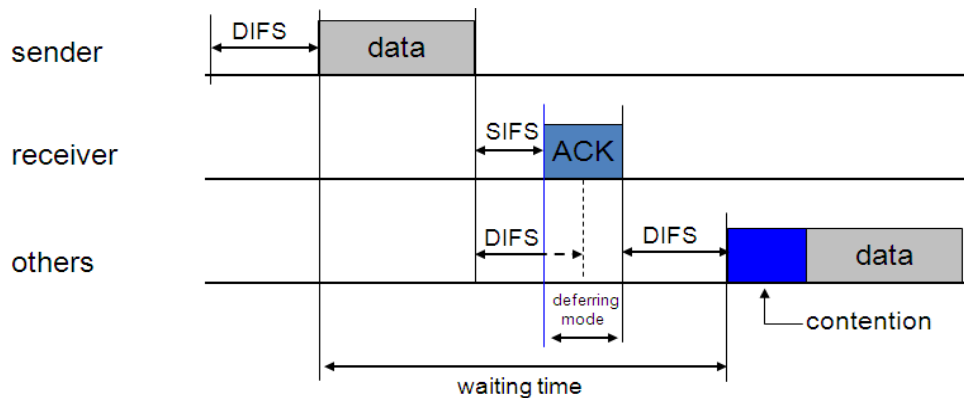 sender
DIFS
data
receiver
SIFS
ACK
others
DIFS
DIFS
data
deferring
mode
contention
waiting time